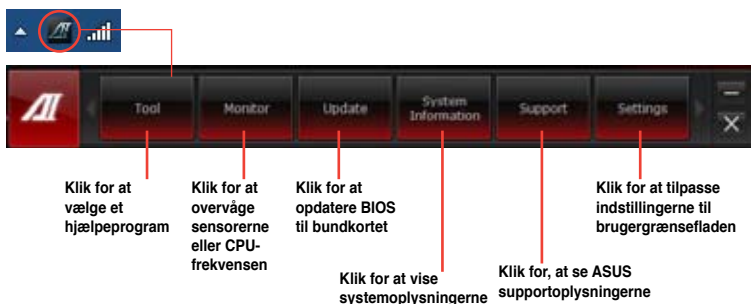 Tool
Monitor
Update
System
Information
Support
Settings
Klik for at
vælge et
hjælpeprogram
Klik for at
overvåge
sensorerne
eller CPU-
frekvensen
Klik for at
opdatere BIOS
til bundkortet
Klik for at vise
systemoplysningerne
Klik for, at se ASUS
supportoplysningerne
Klik for at tilpasse
indstillingerne til
brugergrænsefladen